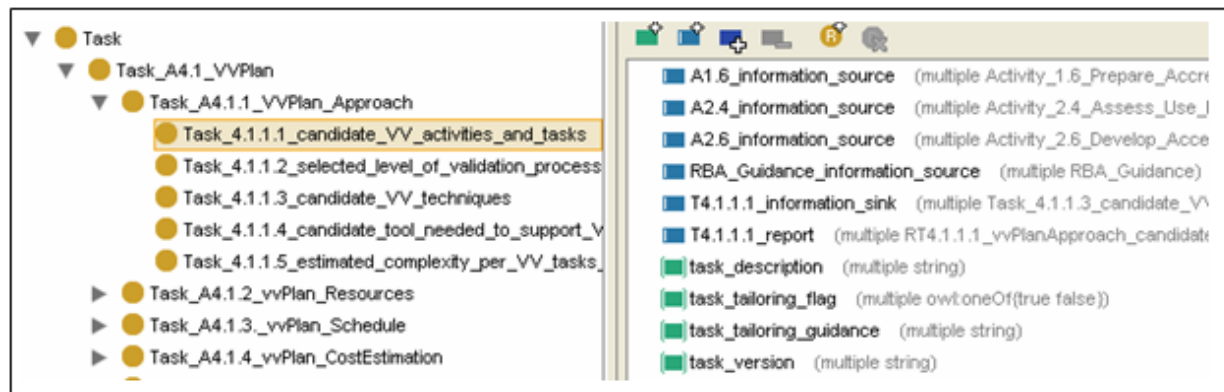 Task
Task_A4.1_VVPlan
Task_A4.1.1_VVPlan_Approach
Task_4.1.1.1_candidate_VV_activities_and_tasks
Task_4.1.1.2_selected_level_of_validation_process
Task_4.1.1.3_candidate_VV_techniques
Task_4.1.1.4_candidate_tool_needed_to_support_V
Task_4.1.1.5_estimated_complexity_per_VV_tasks_
Task_A4.1.2_vvPlan_Resources
Task_A4.1.3._vvPlan_Schedule
Task_A4.1.4_vvPlan_CostEstimation
R
A1.6_information_source (multiple Activity_1.6_Prepare_Accre
A2.4_information_source (multiple Activity_2.4_Assess_Use_
A2.6_information_source (multiple Activity_2.6_Develop_Acce
RBA_Guidance_information_source (multiple RBA_Guidance)
T4.1.1.1_information_sink (multiple Task_4.1.1.3_candidate_VV
T4.1.1.1_report (multiple RT4.1.1.1_vvPlanApproach_candidate
task_description (multiple string)
task_tailoring_flag (multiple owl:oneOf{true false})
task_tailoring_guidance (multiple string)
task_version (multiple string)